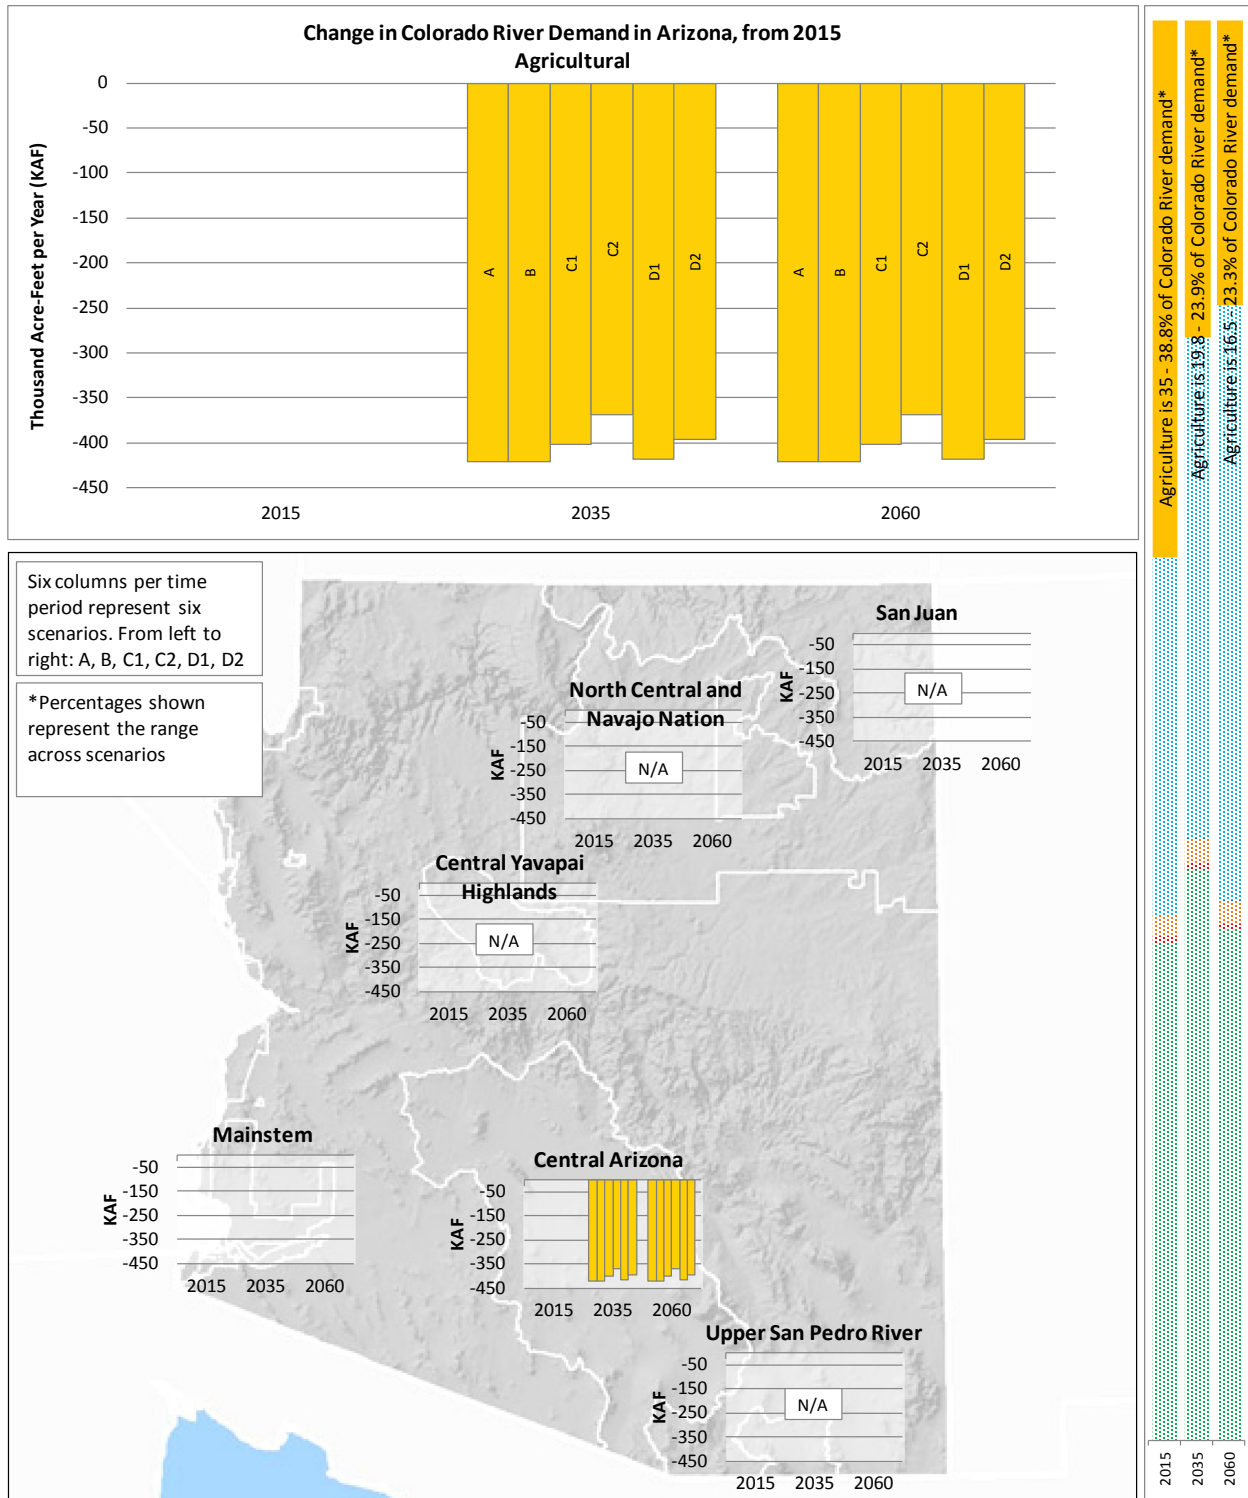 Change in Colorado River Demand in Arizona, from 2015
Agricultural
Thousand Acre-Feet per Year (KAF)
0
-50
-100
-150
-200
-250
-300
-350
-400
-450
A
B
C1
C2
D1
D2
A
B
C1
C2
D1
D2
2015
2035
2060
Agriculture is 35 - 38.8% of Colorado River demand*
Agriculture is 19.8 - 23.9% of Colorado River demand*
Agriculture is 16.5 - 23.3% of Colorado River demand*
2015
2035
2060
Six columns per time
period represent six
scenarios. From left to
right: A, B, C1, C2, D1, D2
*Percentages shown
represent the range
across scenarios
San Juan
KAF
-50
-150
-250
-350
-450
N/A
2015 2035 2060
North Central and
Navajo Nation
KAF
-50
-150
-250
-350
-450
N/A
2015 2035 2060
Central Yavapai
Highlands
KAF
-50
-150
-250
-350
-450
N/A
2015 2035 2060
Mainstem
KAF
-50
-150
-250
-350
-450
2015 2035 2060
Central Arizona
KAF
-50
-150
-250
-350
-450
2015 2035 2060
Upper San Pedro River
KAF
-50
-150
-250
-350
-450
N/A
2015 2035 2060